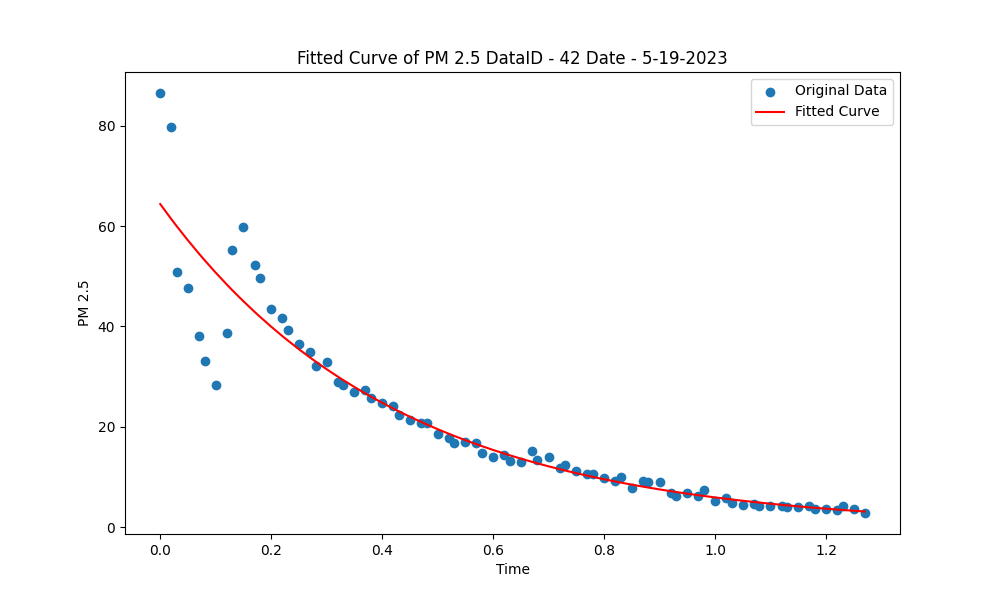 Fitted Curve of PM 2.5 DataID - 42 Date - 5-19-2023
Original Data
Fitted Curve
80
60
40
20
0
PM 2.5
0.0 0.2 0.4 0.6 0.8 1.0 1.2
Time